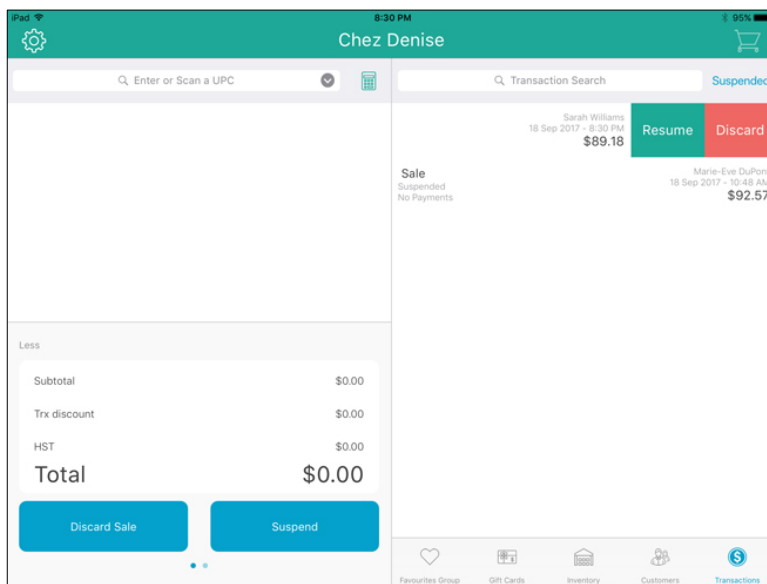 iPad 8:30 PM 95%
Chez Denise
Enter or Scan a UPC
Transaction Search Suspended
Sarah Williams
18 Sep 2017 - 8:30 PM
$89.18
Resume Discard
Sale
Suspended
No Payments
Marie-Eve DuPon
18 Sep 2017 - 10:48 AM
$92.57
Less
Subtotal $0.00
Trx discount $0.00
HST $0.00
Total $0.00
Discard Sale Suspend
Favourites Group Gift Cards Inventory Customers Transactions